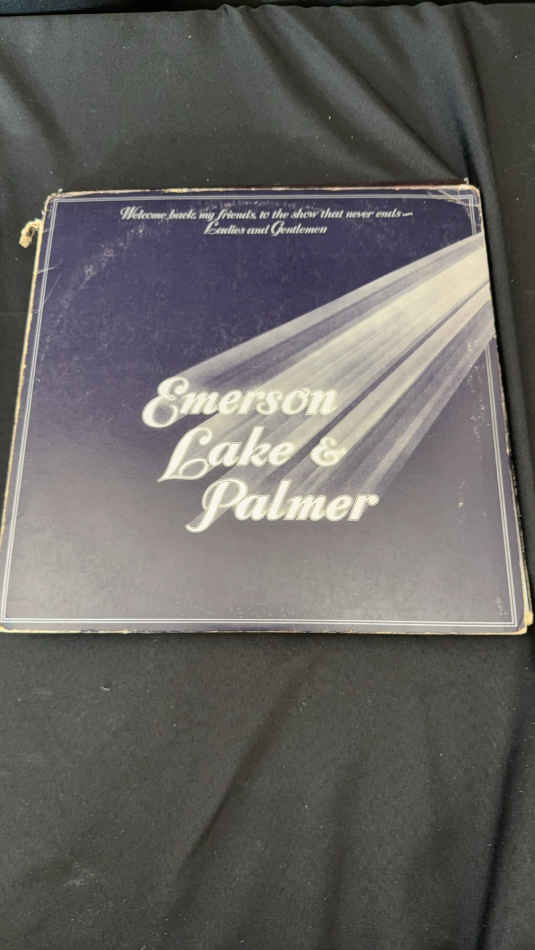 Welcome back, my friends, to the show that never ends —
Ladies and Gentlemen
Emerson
Lake &
Palmer